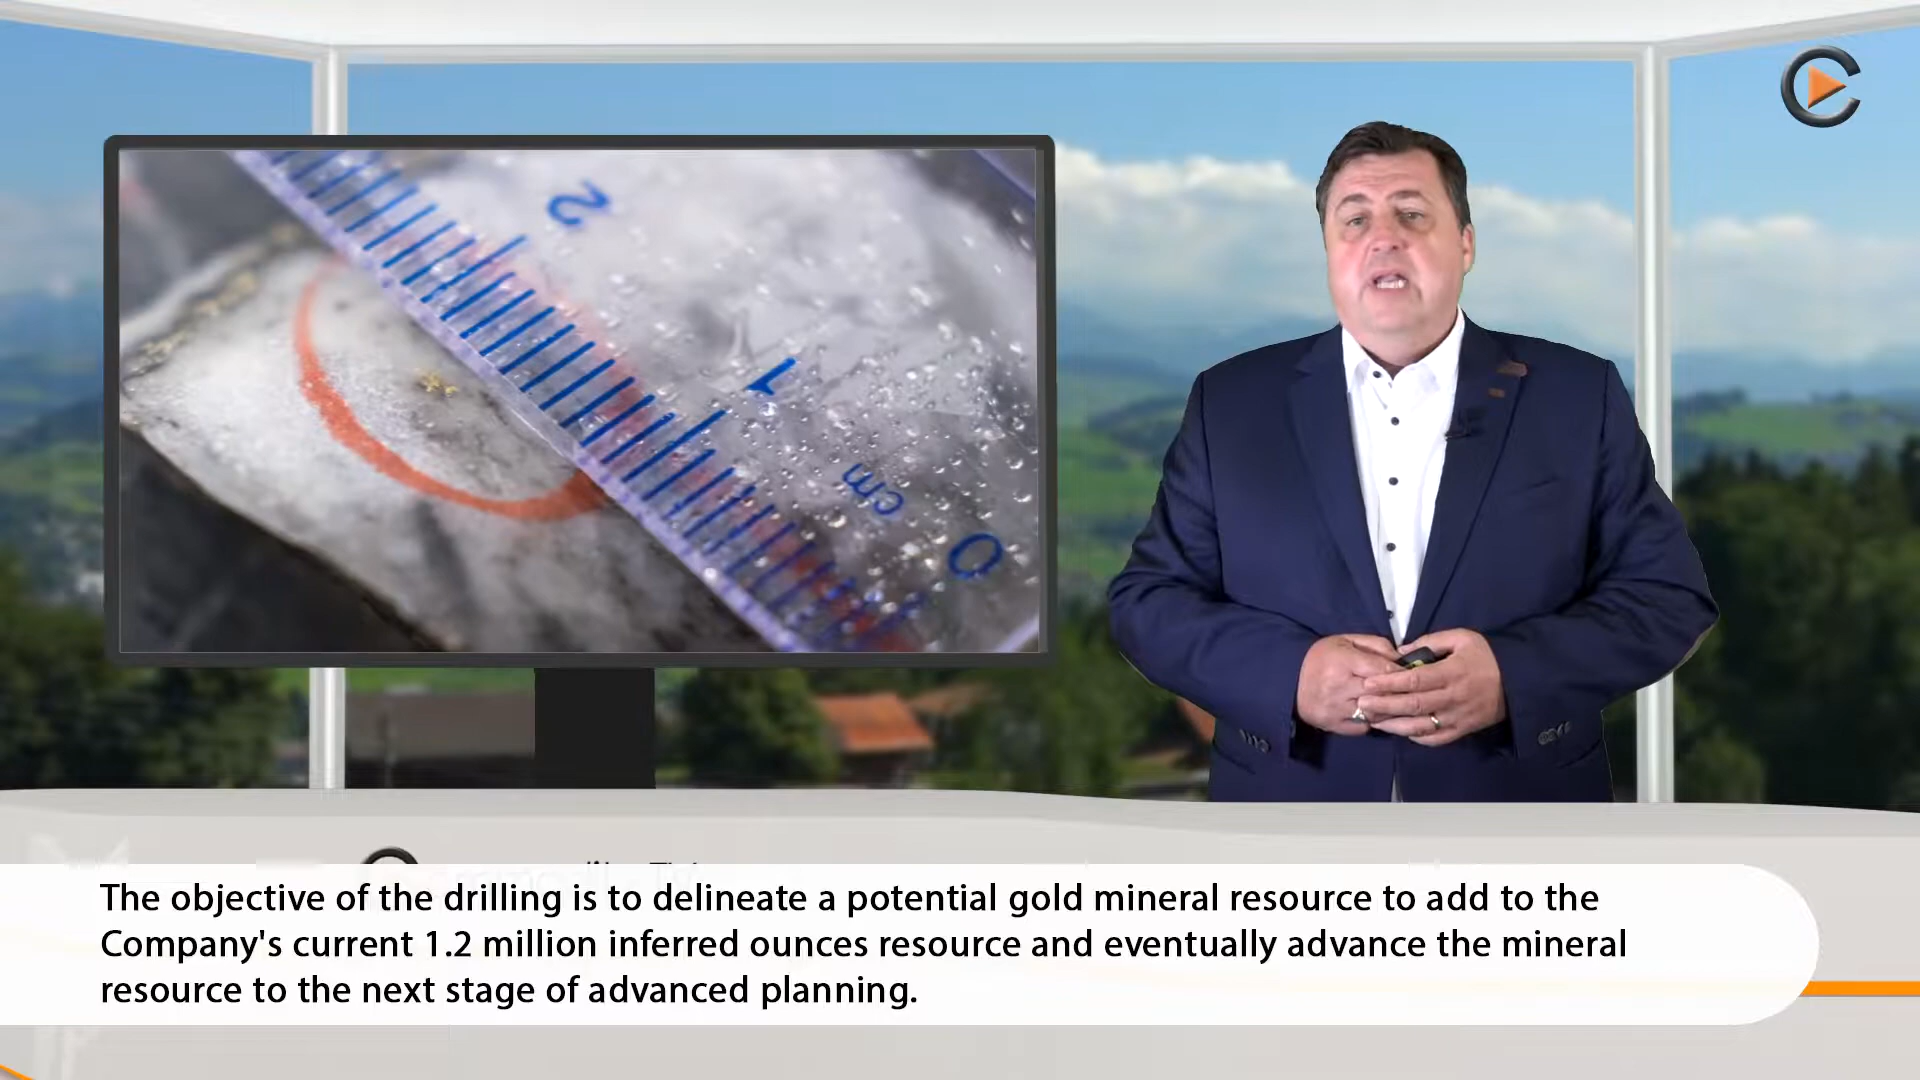 2
1
cm
0
The objective of the drilling is to delineate a potential gold mineral resource to add to the
Company's current 1.2 million inferred ounces resource and eventually advance the mineral
resource to the next stage of advanced planning.